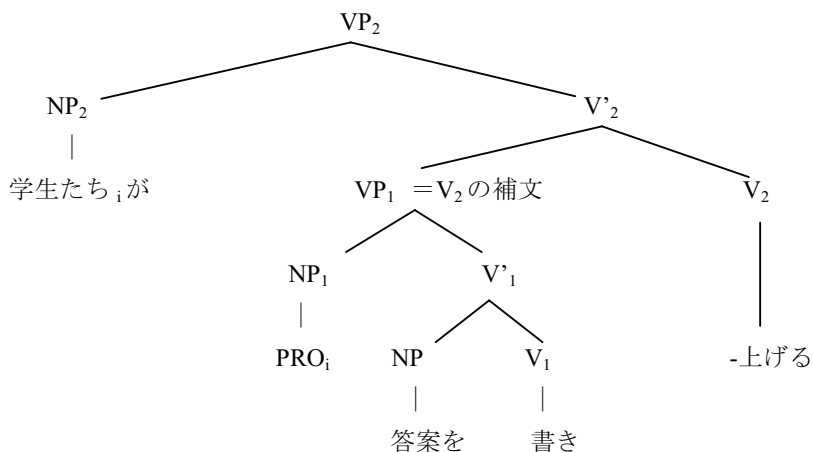 VP₂
NP₂ V’₂
学生たちᵢが VP₁ =V₂の補文 V₂
NP₁ V’₁
PROᵢ NP V₁ -上げる
答案を 書き